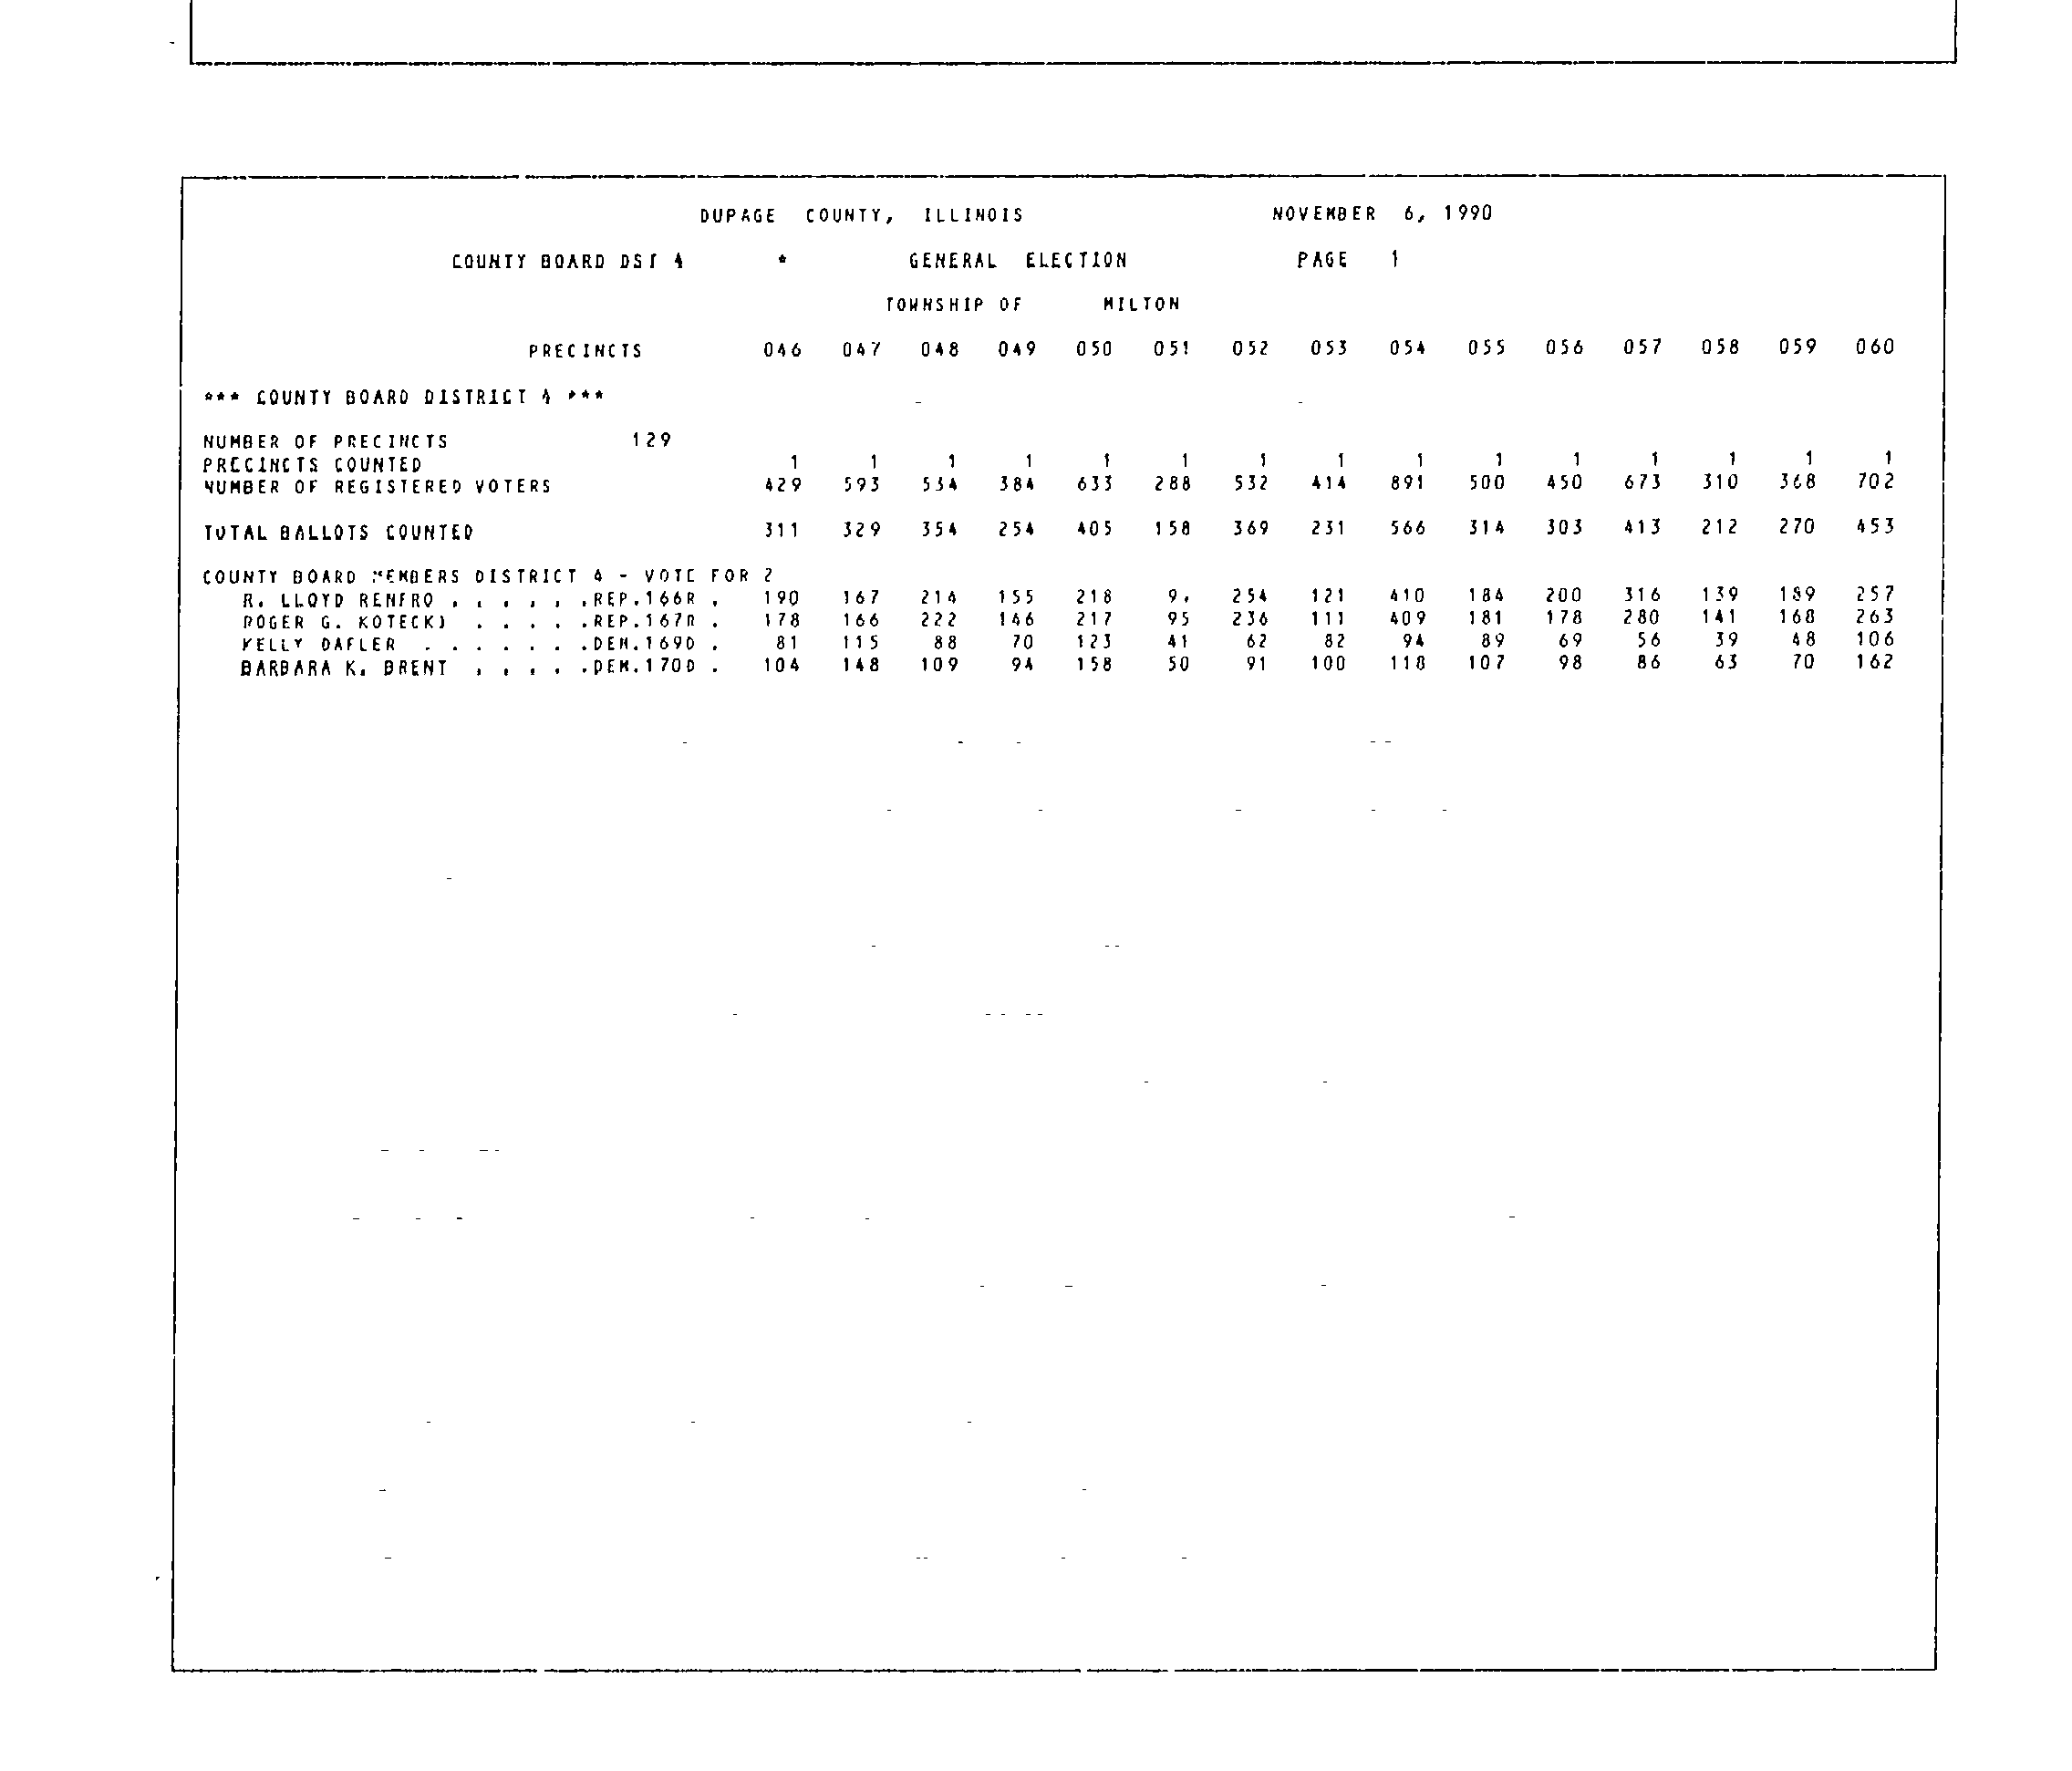 DUPAGE COUNTY, ILLINOIS NOVEMBER 6, 1990
COUNTY BOARD DST 4 * GENERAL ELECTION PAGE 1
TOWNSHIP OF MILTON
PRECINCTS 046 047 048 049 050 051 052 053 054 055 056 057 058 059 060
*** COUNTY BOARD DISTRICT 4 ***
NUMBER OF PRECINCTS 129
PRECINCTS COUNTED 1 1 1 1 1 1 1 1 1 1 1 1 1 1 1
NUMBER OF REGISTERED VOTERS 429 593 534 384 633 288 532 414 891 500 450 673 310 368 702
TOTAL BALLOTS COUNTED 311 329 354 254 405 158 369 231 566 314 303 413 212 270 453
COUNTY BOARD MEMBERS DISTRICT 4 - VOTE FOR 2
R. LLOYD RENFRO . . . . . .REP.166R . 190 167 214 155 218 254 121 410 184 200 316 139 189 257
ROGER G. KOTECKI . . . . .REP.167R . 178 166 222 146 217 95 236 111 409 181 178 280 141 168 263
KELLY DAFLER . . . . . . .DEM.169D . 81 115 88 70 123 41 62 82 94 89 69 56 39 48 106
BARBARA K. BRENT . . . . .DEM.170D . 104 148 109 94 158 50 91 100 118 107 98 86 63 70 162